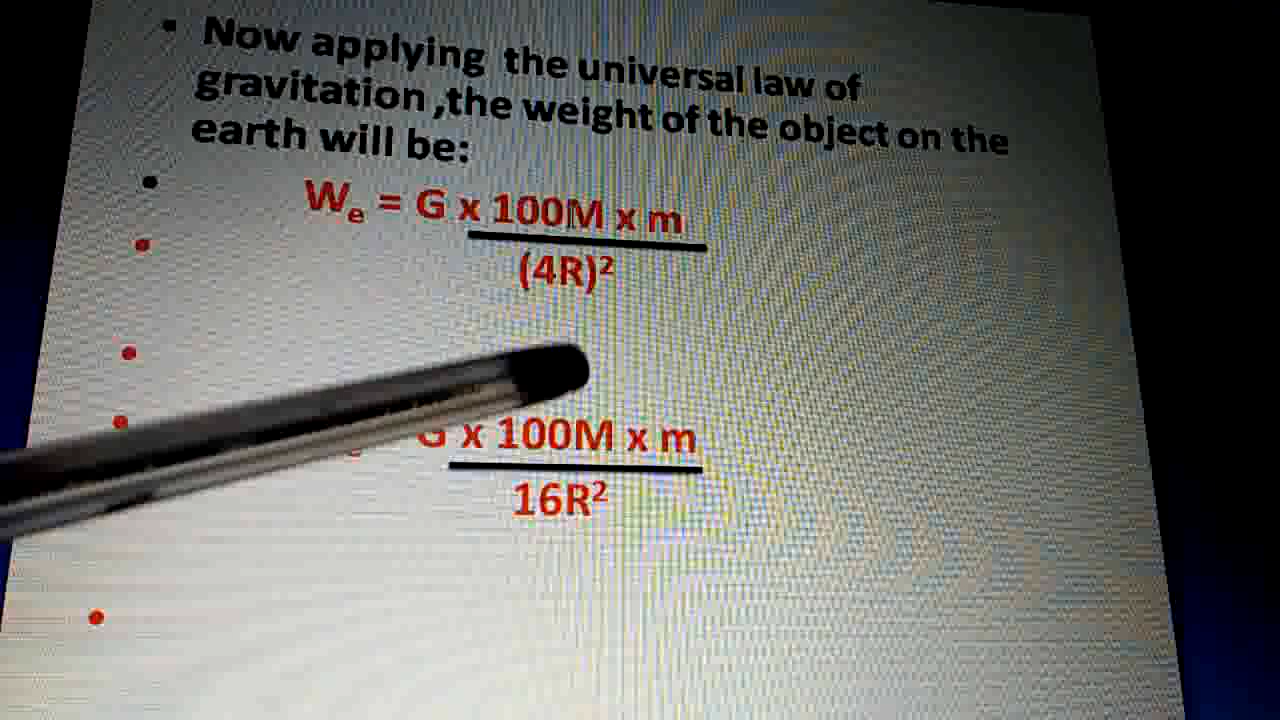 • Now applying the universal law of
gravitation ,the weight of the object on the
earth will be:
• We = G x 100M x m
(4R)²
G x 100M x m
16R²